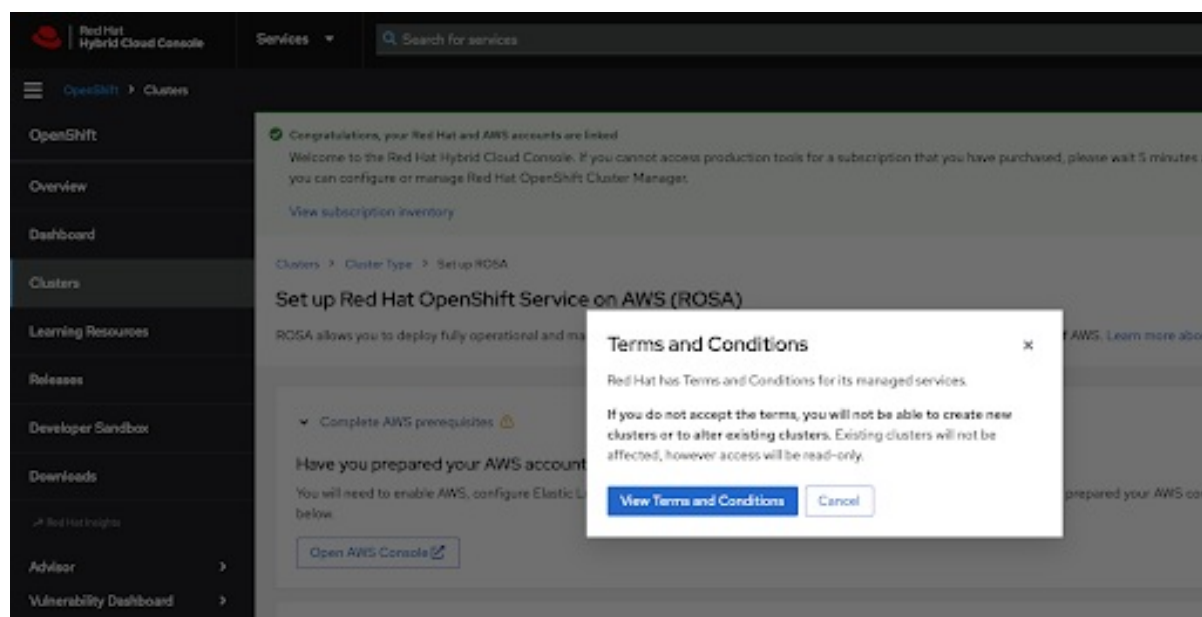 Red Hat
Hybrid Cloud Console
Services
Search for services
OpenShift > Clusters
OpenShift
Overview
Dashboard
Clusters
Learning Resources
Releases
Developer Sandbox
Downloads
Red Hat Insights
Advisor
Vulnerability Dashboard
Congratulations, your Red Hat and AWS accounts are linked
Welcome to the Red Hat Hybrid Cloud Console. If you cannot access production tools for a subscription that you have purchased, please wait 5 minutes
you can configure or manage Red Hat OpenShift Cluster Manager.
View subscription inventory
Clusters > Cluster Type > Set up ROSA
Set up Red Hat OpenShift Service on AWS (ROSA)
ROSA allows you to deploy fully operational and ma
AWS. Learn more abo
Complete AWS prerequisites
Have you prepared your AWS account
You will need to enable AWS, configure Elastic L
prepared your AWS co
below.
Open AWS Console
Terms and Conditions
Red Hat has Terms and Conditions for its managed services.
If you do not accept the terms, you will not be able to create new
clusters or to alter existing clusters. Existing clusters will not be
affected, however access will be read-only.
View Terms and Conditions
Cancel